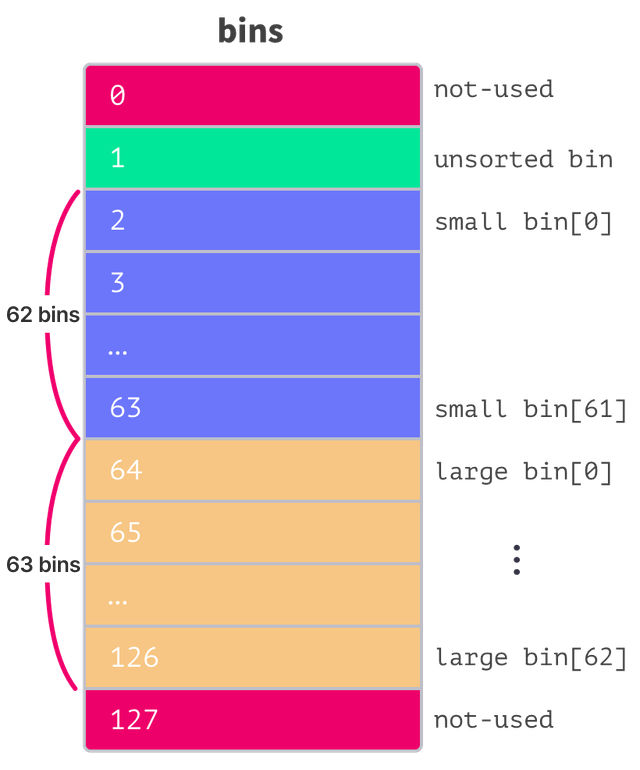 bins
0 not-used
1 unsorted bin
2 small bin[0]
3
62 bins
...
63 small bin[61]
64 large bin[0]
65
63 bins
...
126 large bin[62]
127 not-used